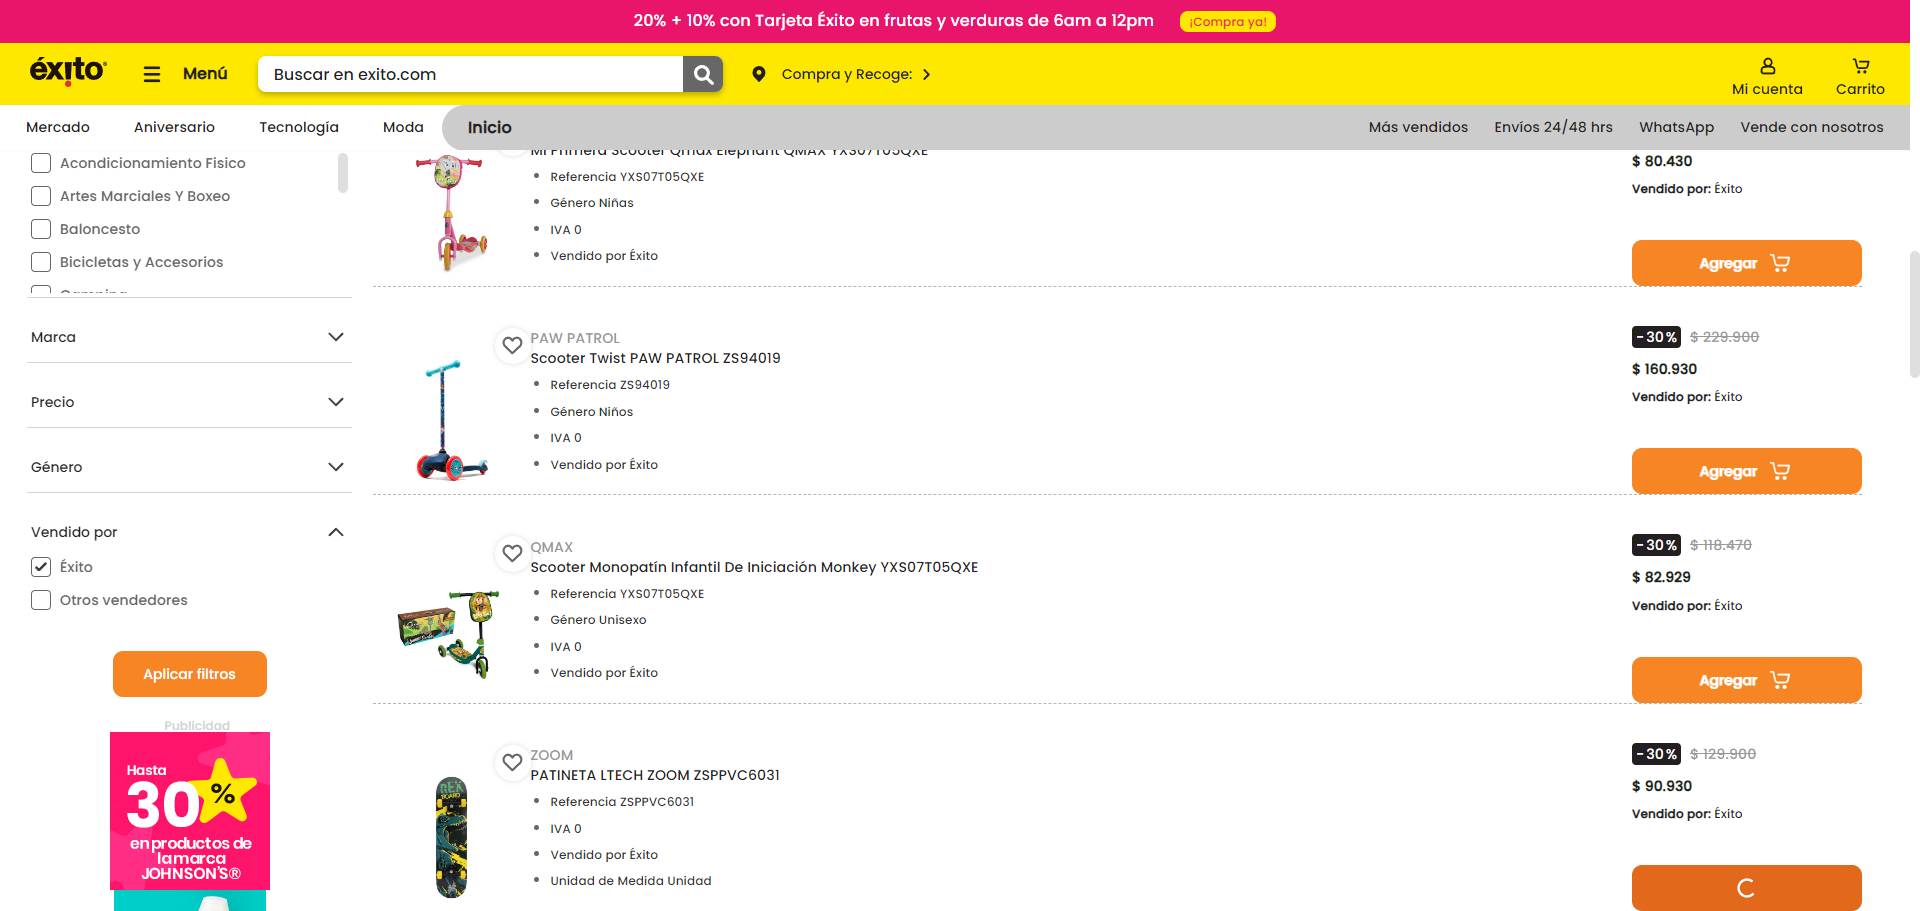 20% + 10% con Tarjeta Éxito en frutas y verduras de 6am a 12pm
¡Compra ya!
éxito
Menú
Buscar en exito.com
Compra y Recoge:
Mi cuenta
Carrito
Mercado
Aniversario
Tecnología
Moda
Inicio
Más vendidos
Envíos 24/48 hrs
WhatsApp
Vende con nosotros
Acondicionamiento Fisico
Artes Marciales Y Boxeo
Baloncesto
Bicicletas y Accesorios
Camping
Marca
Precio
Género
Vendido por
Éxito
Otros vendedores
Aplicar filtros
Publicidad
Hasta
30%
en productos de
la marca
JOHNSON'S®
Mi Primera Scooter Qmax Elephant QMAX YXS07T05QXE
Referencia YXS07T05QXE
Género Niñas
IVA 0
Vendido por Éxito
$ 80.430
Vendido por: Éxito
Agregar
PAW PATROL
Scooter Twist PAW PATROL ZS94019
Referencia ZS94019
Género Niños
IVA 0
Vendido por Éxito
-30% $ 229.900
$ 160.930
Vendido por: Éxito
Agregar
QMAX
Scooter Monopatín Infantil De Iniciación Monkey YXS07T05QXE
Referencia YXS07T05QXE
Género Unisexo
IVA 0
Vendido por Éxito
-30% $ 118.470
$ 82.929
Vendido por: Éxito
Agregar
ZOOM
PATINETA LTECH ZOOM ZSPPVC6031
Referencia ZSPPVC6031
IVA 0
Vendido por Éxito
Unidad de Medida Unidad
-30% $ 129.900
$ 90.930
Vendido por: Éxito